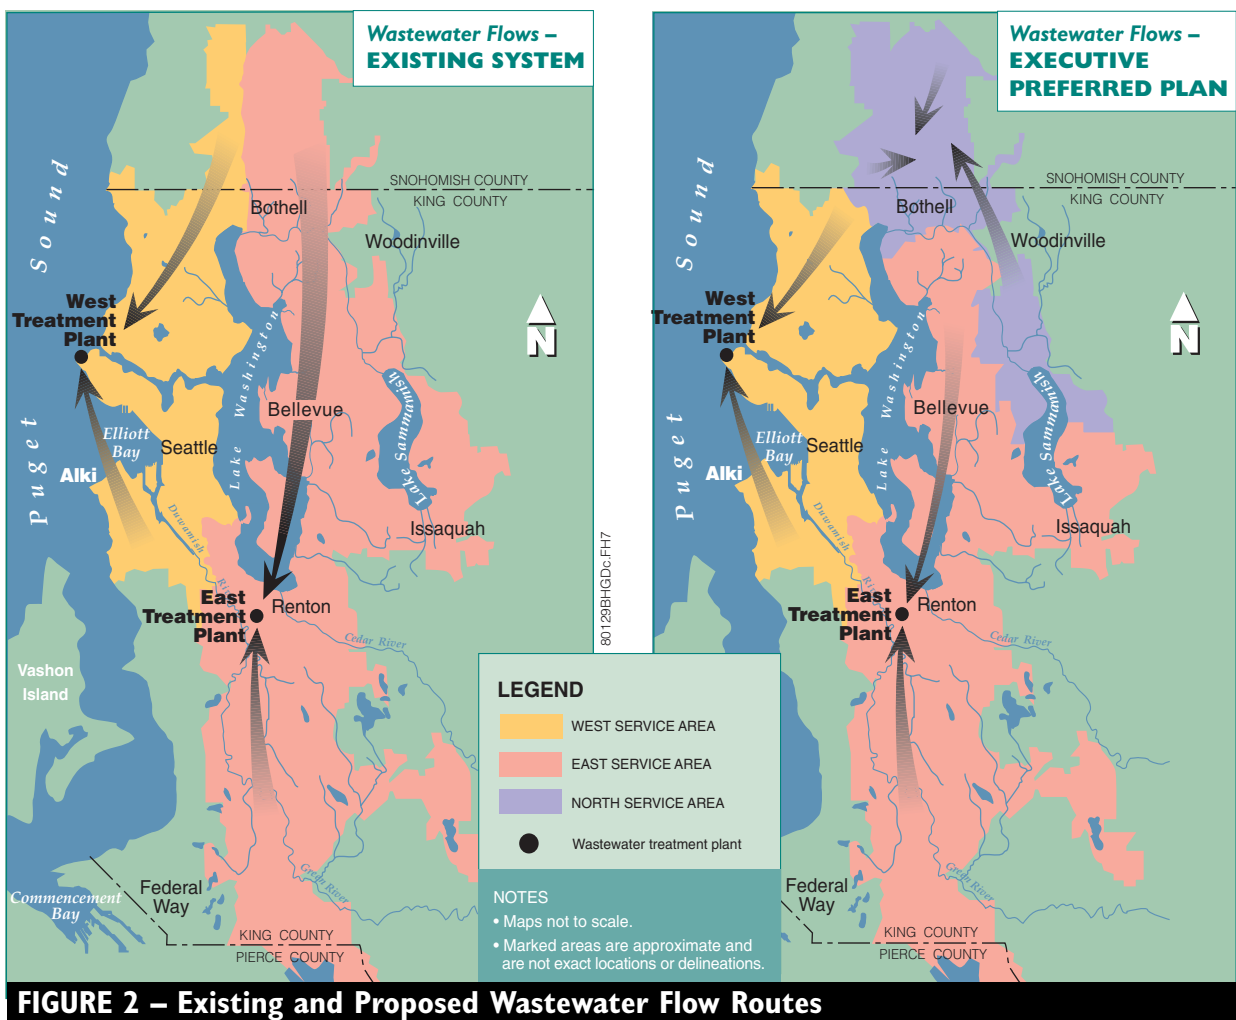 Wastewater Flows –
EXISTING SYSTEM
Puget Sound
SNOHOMISH COUNTY
KING COUNTY
Bothell
Woodinville
West
Treatment
Plant
N
Lake Washington
Bellevue
Lake Sammamish
Elliott
Bay
Seattle
Alki
Duwamish
River
Issaquah
East
Treatment
Plant
Renton
Cedar River
Vashon
Island
Green River
Federal
Way
Commencement
Bay
KING COUNTY
PIERCE COUNTY
80129BHGDc.FH7
Wastewater Flows –
EXECUTIVE
PREFERRED PLAN
Puget Sound
SNOHOMISH COUNTY
KING COUNTY
Bothell
Woodinville
West
Treatment
Plant
N
Lake Washington
Bellevue
Lake Sammamish
Elliott
Bay
Seattle
Alki
Duwamish
River
Issaquah
East
Treatment
Plant
Renton
Cedar River
Green River
Federal
Way
KING COUNTY
PIERCE COUNTY
LEGEND
WEST SERVICE AREA
EAST SERVICE AREA
NORTH SERVICE AREA
Wastewater treatment plant
NOTES
• Maps not to scale.
• Marked areas are approximate and
are not exact locations or delineations.
FIGURE 2 – Existing and Proposed Wastewater Flow Routes